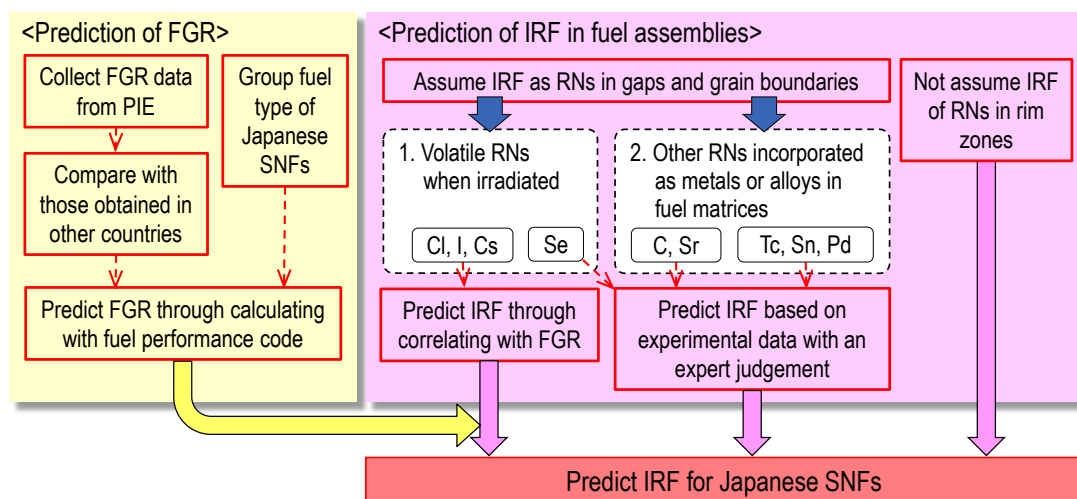 <Prediction of FGR>
Collect FGR data
from PIE
Group fuel
type of
Japanese
SNFs
Compare with
those obtained in
other countries
Predict FGR through calculating
with fuel performance code
<Prediction of IRF in fuel assemblies>
Assume IRF as RNs in gaps and grain boundaries
Not assume IRF
of RNs in rim
zones
1. Volatile RNs
when irradiated
2. Other RNs incorporated
as metals or alloys in
fuel matrices
Cl, I, Cs
Se
C, Sr
Tc, Sn, Pd
Predict IRF through
correlating with FGR
Predict IRF based on
experimental data with an
expert judgement
Predict IRF for Japanese SNFs